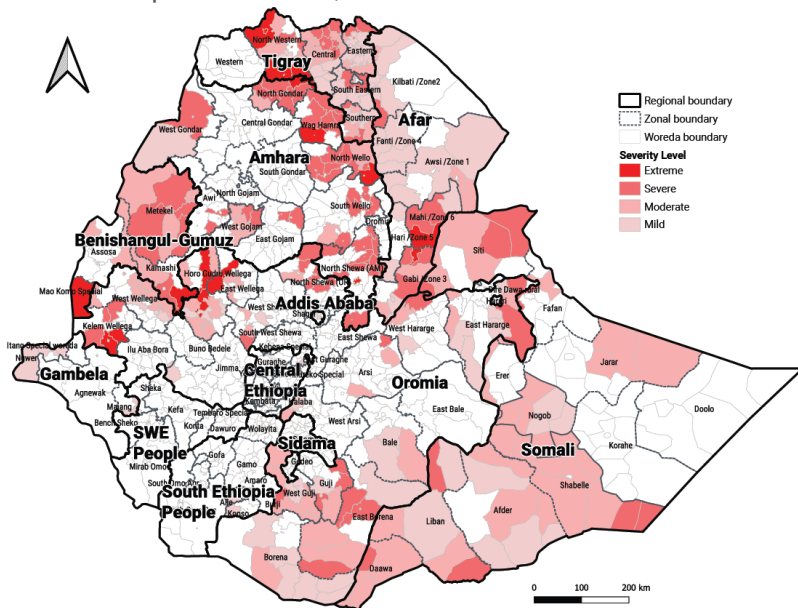 North Western
Central
Eastern
Western
Tigray
Kilbati /Zone2
North Gondar
South Eastern
Afar
West Gondar
Central Gondar
Wag Hamra
Southern
Fanti /Zone 4
Amhara
North Wello
Awsi /Zone 1
South Gondar
Awi
North Gojam
Metekel
West Gojam
South Wello
Oromia
Mahi /Zone 6
East Gojam
Hari /Zone 5
Siti
Benishangul-Gumuz
Assosa
Kamashi
Horo Gudru Wellega
North Shewa (AM)
Gabi /Zone 3
Mao Komo Special
West Wellega
East Wellega
North Shewa (OR)
Addis Ababa
Dire Dawa
Harari
Fafan
Kelem Wellega
West Hararge
East Hararge
Itang Special woreda
Ilu Aba Bora
Buno Bedele
South West Shewa
East Shewa
Jarar
Nuwer
Jimma
Guraghe
Central
Ethiopia
Arsi
Oromia
Erer
Gambela
Sheka
Agnewak
Majang
Kefa
Tembaro Special
Halaba
East Bale
Nogob
Doolo
Bench Sheko
Konta
Dawuro
Wolayita
West Arsi
Korahe
SWE
People
Sidama
Bale
Somali
Mirab Omo
Gofa
Gamo
Gedeo
Guji
Shabelle
South Ethiopia
People
Amaro
West Guji
Afder
Konso
Burji
East Borena
Liban
Borena
Daawa
Regional boundary
Zonal boundary
Woreda boundary
Severity Level
Extreme
Severe
Moderate
Mild
0 100 200 km